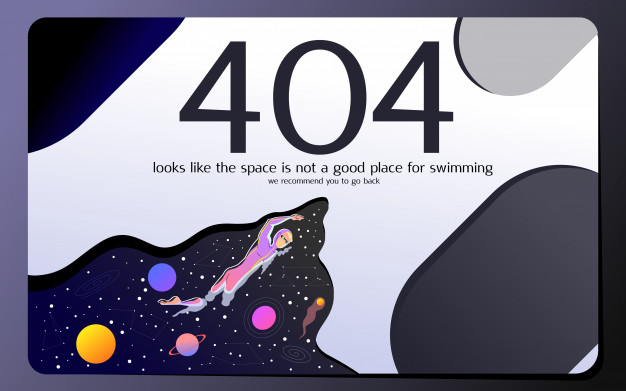 404
looks like the space is not a good place for swimming
we recommend you to go back